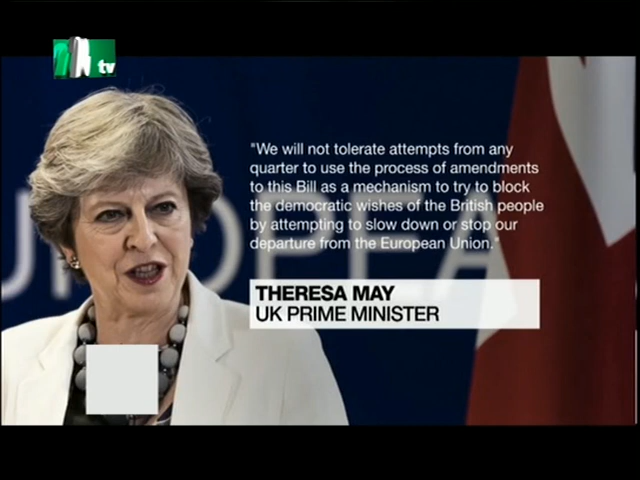 tv
"We will not tolerate attempts from any
quarter to use the process of amendments
to this Bill as a mechanism to try to block
the democratic wishes of the British people
by attempting to slow down or stop our
departure from the European Union."
THERESA MAY
UK PRIME MINISTER